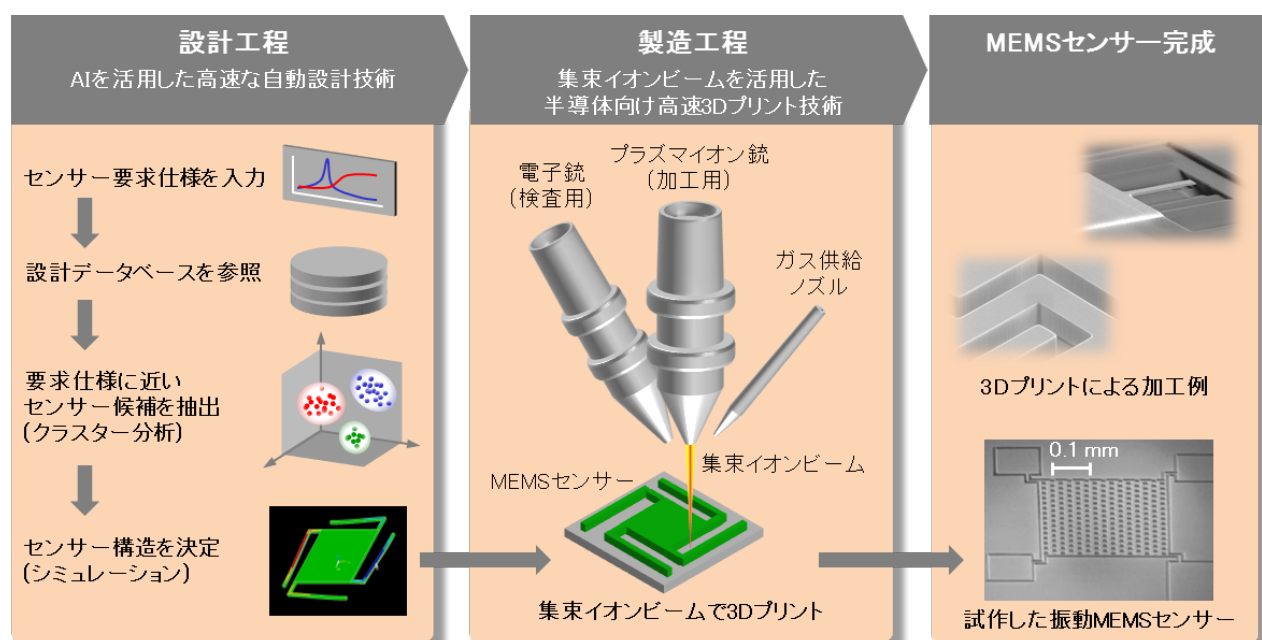 設計工程
AIを活用した高速な自動設計技術
センサー要求仕様を入力
設計データベースを参照
要求仕様に近い
センサー候補を抽出
(クラスター分析)
センサー構造を決定
(シミュレーション)
製造工程
集束イオンビームを活用した
半導体向け高速3Dプリント技術
電子銃
(検査用)
プラズマイオン銃
(加工用)
ガス供給
ノズル
集束イオンビーム
MEMSセンサー
集束イオンビームで3Dプリント
MEMSセンサー完成
3Dプリントによる加工例
0.1 mm
試作した振動MEMSセンサー